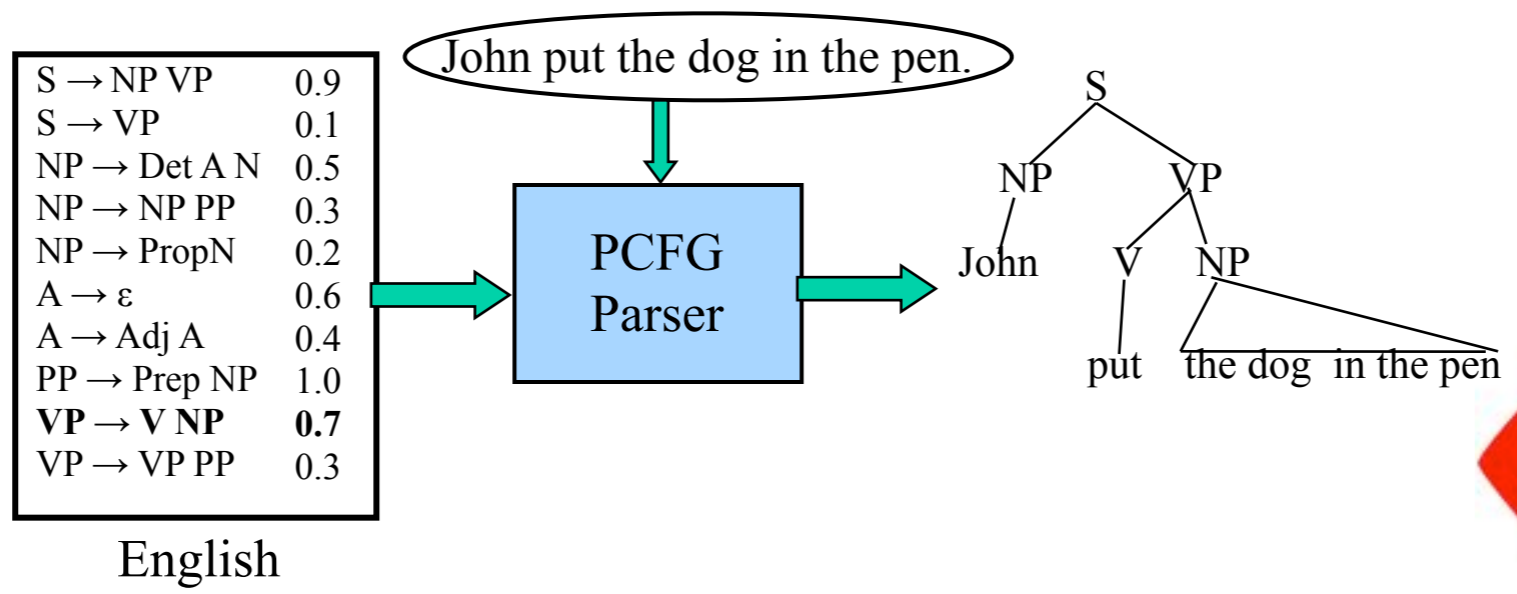 S → NP VP 0.9
S → VP 0.1
NP → Det A N 0.5
NP → NP PP 0.3
NP → PropN 0.2
A → ε 0.6
A → Adj A 0.4
PP → Prep NP 1.0
VP → V NP 0.7
VP → VP PP 0.3
English
John put the dog in the pen.
PCFG
Parser
S
NP VP
John V NP
put the dog in the pen